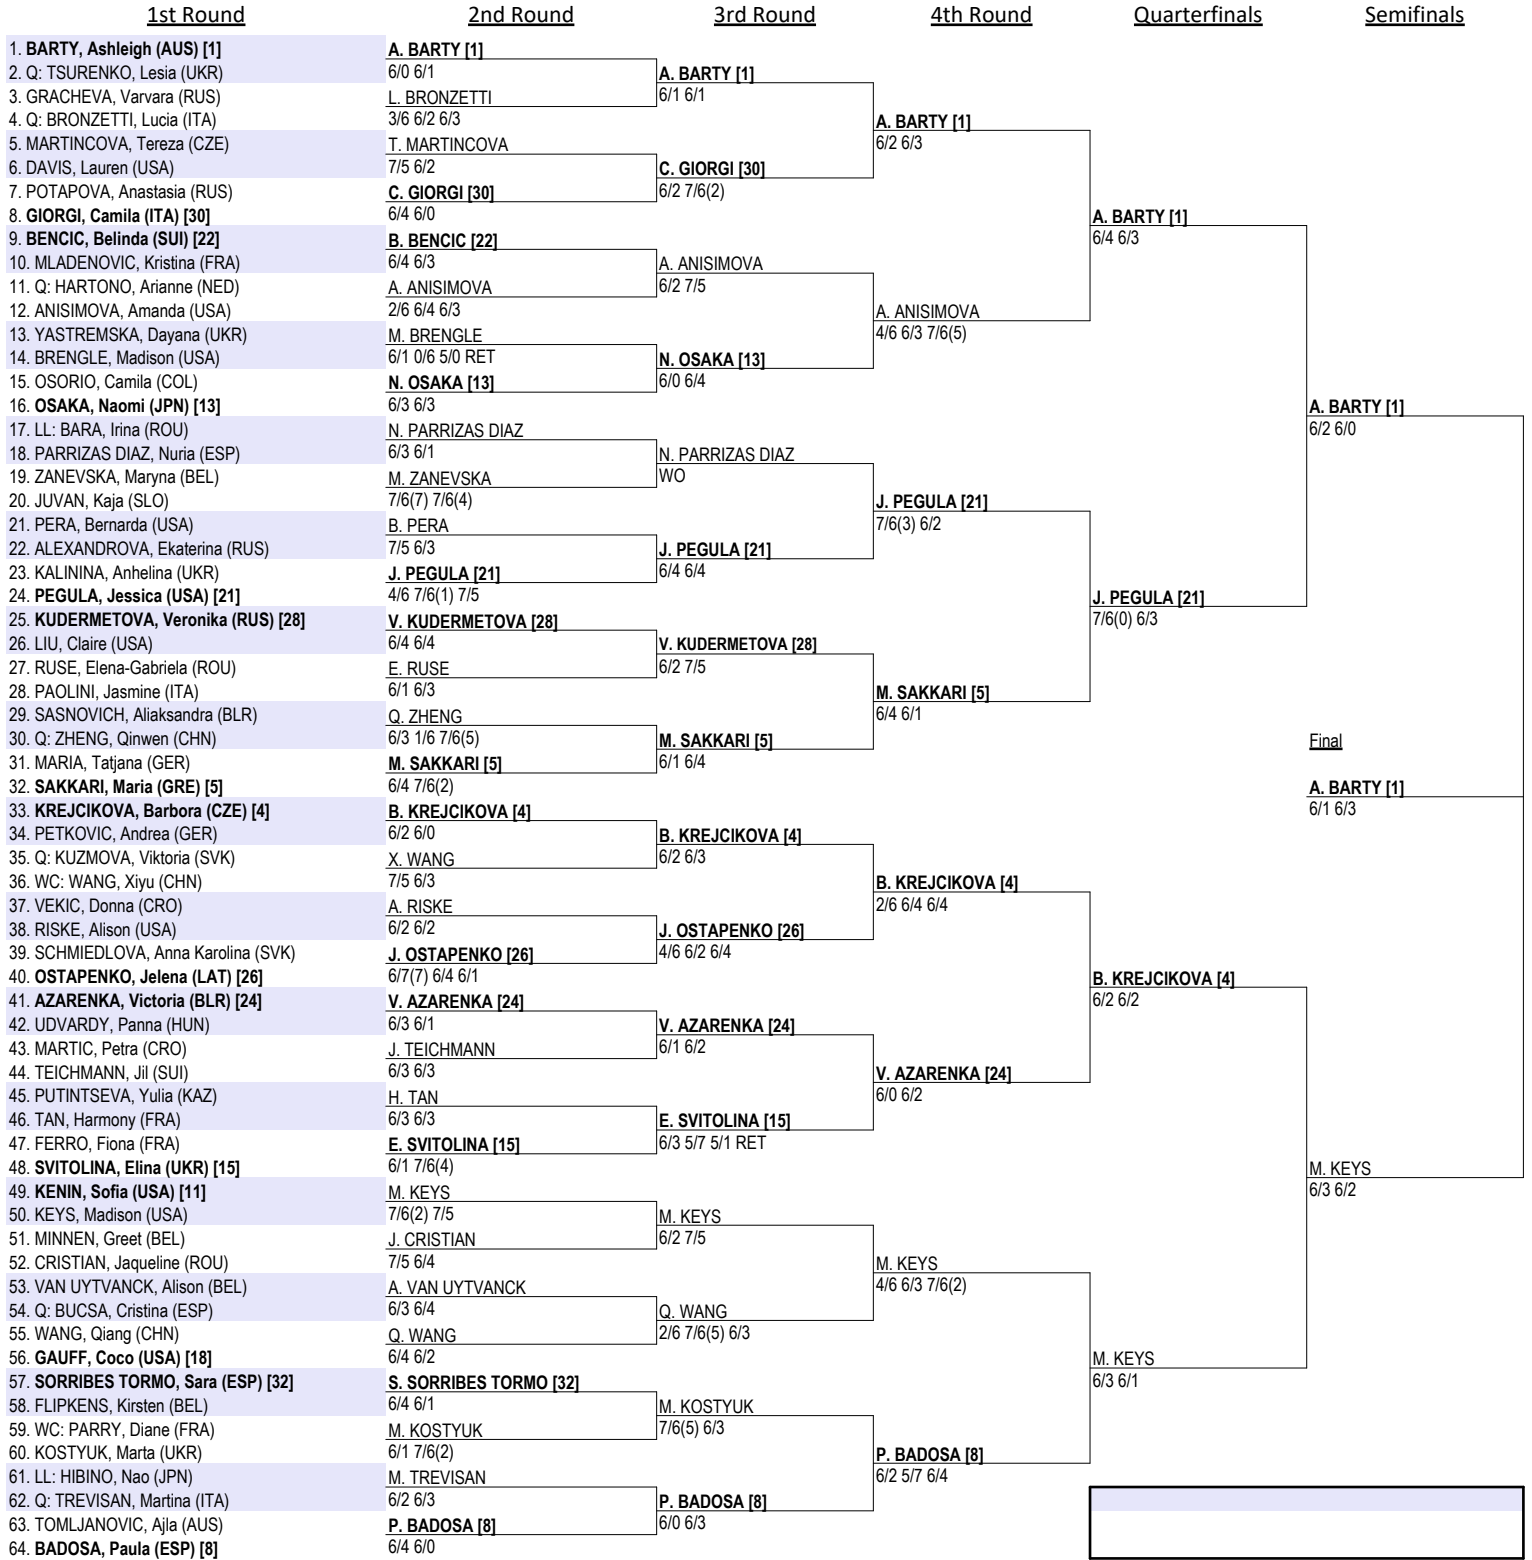 1st Round
2nd Round
3rd Round
4th Round
Quarterfinals
Semifinals
1. BARTY, Ashleigh (AUS) [1]
2. Q: TSURENKO, Lesia (UKR)
3. GRACHEVA, Varvara (RUS)
4. Q: BRONZETTI, Lucia (ITA)
5. MARTINCOVA, Tereza (CZE)
6. DAVIS, Lauren (USA)
7. POTAPOVA, Anastasia (RUS)
8. GIORGI, Camila (ITA) [30]
9. BENCIC, Belinda (SUI) [22]
10. MLADENOVIC, Kristina (FRA)
11. Q: HARTONO, Arianne (NED)
12. ANISIMOVA, Amanda (USA)
13. YASTREMSKA, Dayana (UKR)
14. BRENGLE, Madison (USA)
15. OSORIO, Camila (COL)
16. OSAKA, Naomi (JPN) [13]
17. LL: BARA, Irina (ROU)
18. PARRIZAS DIAZ, Nuria (ESP)
19. ZANEVSKA, Maryna (BEL)
20. JUVAN, Kaja (SLO)
21. PERA, Bernarda (USA)
22. ALEXANDROVA, Ekaterina (RUS)
23. KALININA, Anhelina (UKR)
24. PEGULA, Jessica (USA) [21]
25. KUDERMETOVA, Veronika (RUS) [28]
26. LIU, Claire (USA)
27. RUSE, Elena-Gabriela (ROU)
28. PAOLINI, Jasmine (ITA)
29. SASNOVICH, Aliaksandra (BLR)
30. Q: ZHENG, Qinwen (CHN)
31. MARIA, Tatjana (GER)
32. SAKKARI, Maria (GRE) [5]
33. KREJCIKOVA, Barbora (CZE) [4]
34. PETKOVIC, Andrea (GER)
35. Q: KUZMOVA, Viktoria (SVK)
36. WC: WANG, Xiyu (CHN)
37. VEKIC, Donna (CRO)
38. RISKE, Alison (USA)
39. SCHMIEDLOVA, Anna Karolina (SVK)
40. OSTAPENKO, Jelena (LAT) [26]
41. AZARENKA, Victoria (BLR) [24]
42. UDVARDY, Panna (HUN)
43. MARTIC, Petra (CRO)
44. TEICHMANN, Jil (SUI)
45. PUTINTSEVA, Yulia (KAZ)
46. TAN, Harmony (FRA)
47. FERRO, Fiona (FRA)
48. SVITOLINA, Elina (UKR) [15]
49. KENIN, Sofia (USA) [11]
50. KEYS, Madison (USA)
51. MINNEN, Greet (BEL)
52. CRISTIAN, Jaqueline (ROU)
53. VAN UYTVANCK, Alison (BEL)
54. Q: BUCSA, Cristina (ESP)
55. WANG, Qiang (CHN)
56. GAUFF, Coco (USA) [18]
57. SORRIBES TORMO, Sara (ESP) [32]
58. FLIPKENS, Kirsten (BEL)
59. WC: PARRY, Diane (FRA)
60. KOSTYUK, Marta (UKR)
61. LL: HIBINO, Nao (JPN)
62. Q: TREVISAN, Martina (ITA)
63. TOMLJANOVIC, Ajla (AUS)
64. BADOSA, Paula (ESP) [8]
A. BARTY [1]
6/0 6/1
L. BRONZETTI
3/6 6/2 6/3
T. MARTINCOVA
7/5 6/2
C. GIORGI [30]
6/4 6/0
B. BENCIC [22]
6/4 6/3
A. ANISIMOVA
2/6 6/4 6/3
M. BRENGLE
6/1 0/6 5/0 RET
N. OSAKA [13]
6/3 6/3
N. PARRIZAS DIAZ
6/3 6/1
M. ZANEVSKA
7/6(7) 7/6(4)
B. PERA
7/5 6/3
J. PEGULA [21]
4/6 7/6(1) 7/5
V. KUDERMETOVA [28]
6/4 6/4
E. RUSE
6/1 6/3
Q. ZHENG
6/3 1/6 7/6(5)
M. SAKKARI [5]
6/4 7/6(2)
B. KREJCIKOVA [4]
6/2 6/0
X. WANG
7/5 6/3
A. RISKE
6/2 6/2
J. OSTAPENKO [26]
6/7(7) 6/4 6/1
V. AZARENKA [24]
6/3 6/1
J. TEICHMANN
6/3 6/3
H. TAN
6/3 6/3
E. SVITOLINA [15]
6/1 7/6(4)
M. KEYS
7/6(2) 7/5
J. CRISTIAN
7/5 6/4
A. VAN UYTVANCK
6/3 6/4
Q. WANG
6/4 6/2
S. SORRIBES TORMO [32]
6/4 6/1
M. KOSTYUK
6/1 7/6(2)
M. TREVISAN
6/2 6/3
P. BADOSA [8]
6/4 6/0
A. BARTY [1]
6/1 6/1
C. GIORGI [30]
6/2 7/6(2)
A. ANISIMOVA
6/2 7/5
N. OSAKA [13]
6/0 6/4
N. PARRIZAS DIAZ
WO
J. PEGULA [21]
6/4 6/4
V. KUDERMETOVA [28]
6/2 7/5
M. SAKKARI [5]
6/1 6/4
B. KREJCIKOVA [4]
6/2 6/3
J. OSTAPENKO [26]
4/6 6/2 6/4
V. AZARENKA [24]
6/1 6/2
E. SVITOLINA [15]
6/3 5/7 5/1 RET
M. KEYS
6/2 7/5
Q. WANG
2/6 7/6(5) 6/3
M. KOSTYUK
7/6(5) 6/3
P. BADOSA [8]
6/0 6/3
A. BARTY [1]
6/2 6/3
A. ANISIMOVA
4/6 6/3 7/6(5)
J. PEGULA [21]
7/6(3) 6/2
M. SAKKARI [5]
6/4 6/1
B. KREJCIKOVA [4]
2/6 6/4 6/4
V. AZARENKA [24]
6/0 6/2
M. KEYS
4/6 6/3 7/6(2)
P. BADOSA [8]
6/2 5/7 6/4
A. BARTY [1]
6/4 6/3
J. PEGULA [21]
7/6(0) 6/3
B. KREJCIKOVA [4]
6/2 6/2
M. KEYS
6/3 6/1
A. BARTY [1]
6/2 6/0
Final
A. BARTY [1]
6/1 6/3
M. KEYS
6/3 6/2